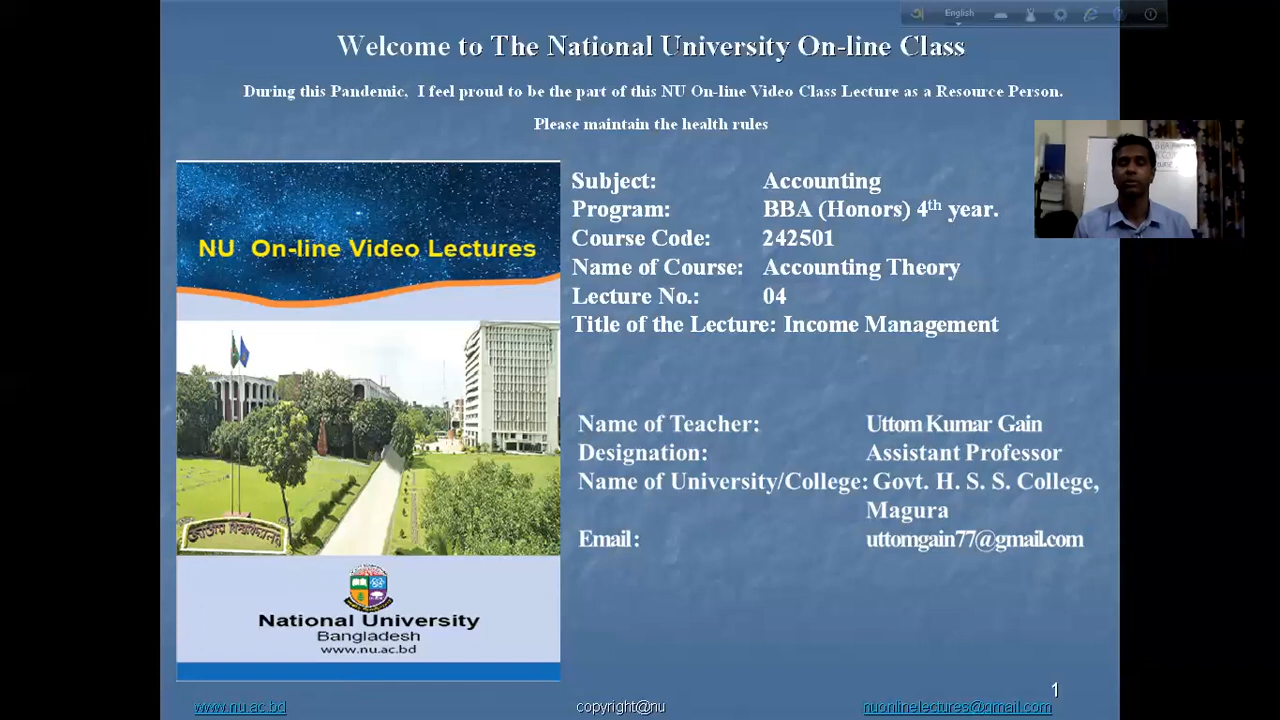 English
Welcome to The National University On-line Class
During this Pandemic, I feel proud to be the part of this NU On-line Video Class Lecture as a Resource Person.
Please maintain the health rules
NU On-line Video Lectures
Subject: Accounting
Program: BBA (Honors) 4th year.
Course Code: 242501
Name of Course: Accounting Theory
Lecture No.: 04
Title of the Lecture: Income Management
Name of Teacher: Uttom Kumar Gain
Designation: Assistant Professor
Name of University/College: Govt. H. S. S. College,
Magura
Email: uttomgain77@gmail.com
National University
Bangladesh
www.nu.ac.bd
1
www.nu.ac.bd copyright@nu nuonlinelectures@gmail.com